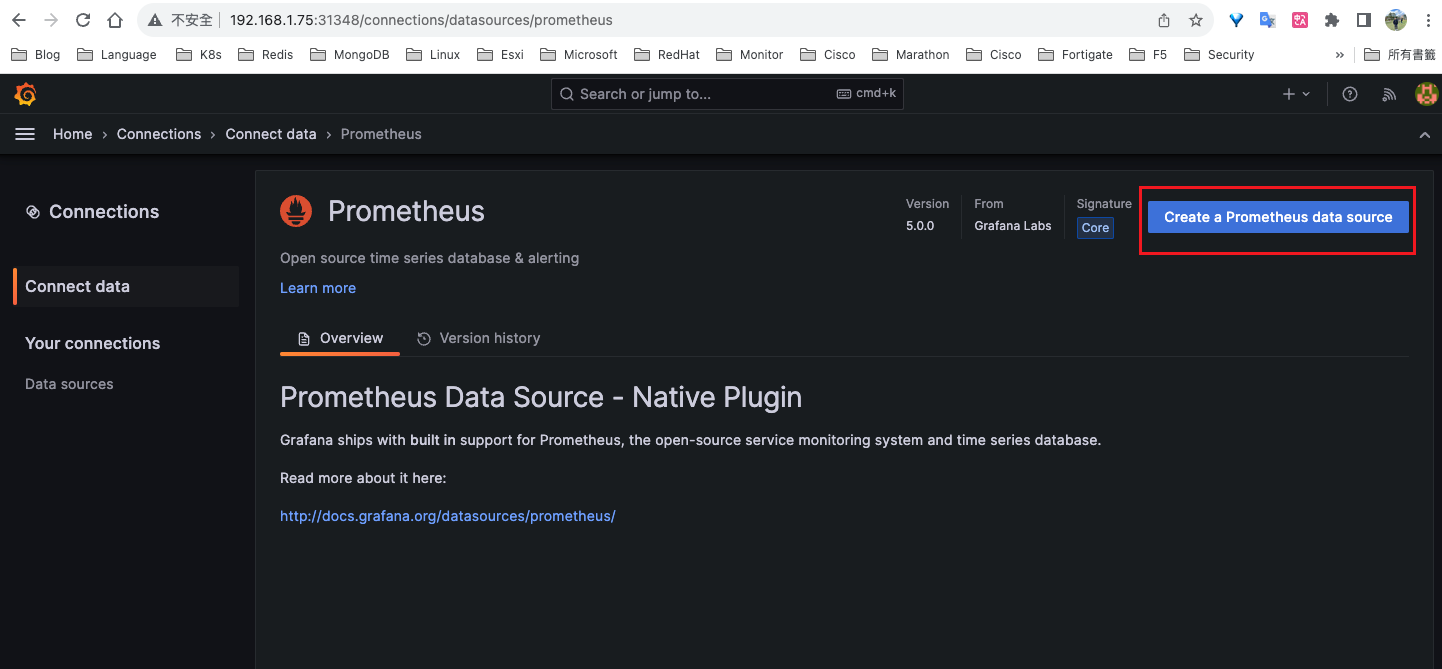 不安全 192.168.1.75:31348/connections/datasources/prometheus
Blog Language K8s Redis MongoDB Linux Esxi Microsoft RedHat Monitor Cisco Marathon Cisco Fortigate F5 Security » 所有書籤
Search or jump to... cmd+k
Home › Connections › Connect data › Prometheus
Connections
Connect data
Your connections
Data sources
Prometheus
Open source time series database & alerting
Learn more
Version
5.0.0
From
Grafana Labs
Signature
Core
Create a Prometheus data source
Overview Version history
Prometheus Data Source - Native Plugin
Grafana ships with built in support for Prometheus, the open-source service monitoring system and time series database.
Read more about it here:
http://docs.grafana.org/datasources/prometheus/